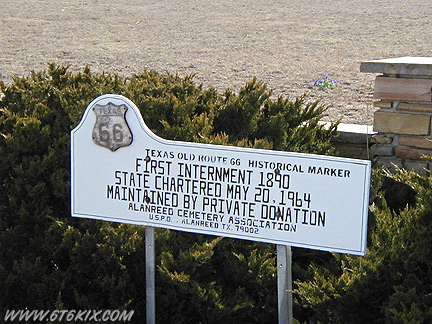 TEXAS
66
TEXAS OLD ROUTE 66 HISTORICAL MARKER
FIRST INTERNMENT 1890
STATE CHARTERED MAY 20, 1964
MAINTAINED BY PRIVATE DONATION
ALANREED CEMETERY ASSOCIATION
U.S.P.O. ALANREED TX. 79002
WWW.6T6KIX.COM